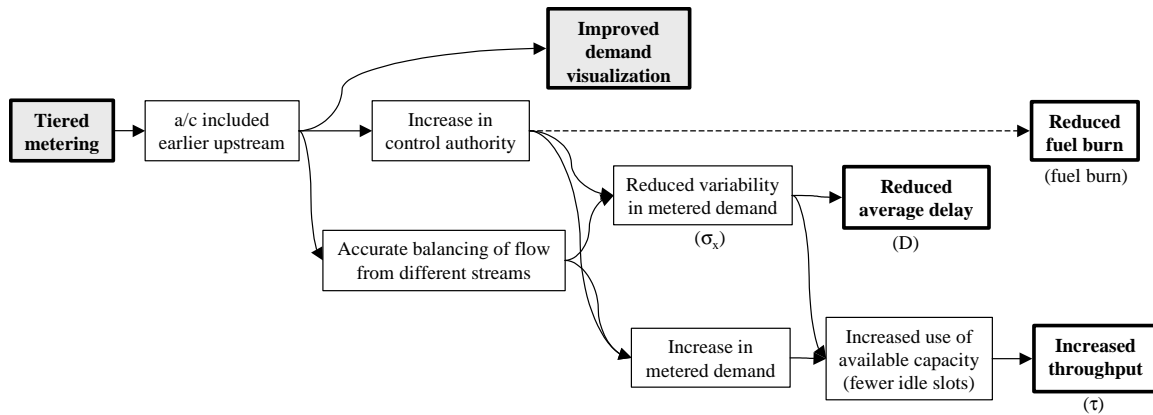 Improved
demand
visualization
Tiered
metering
a/c included
earlier upstream
Increase in
control authority
Reduced
fuel burn
(fuel burn)
Reduced variability
in metered demand
(σx)
Reduced
average delay
(D)
Accurate balancing of flow
from different streams
Increase in
metered demand
Increased use of
available capacity
(fewer idle slots)
Increased
throughput
(τ)